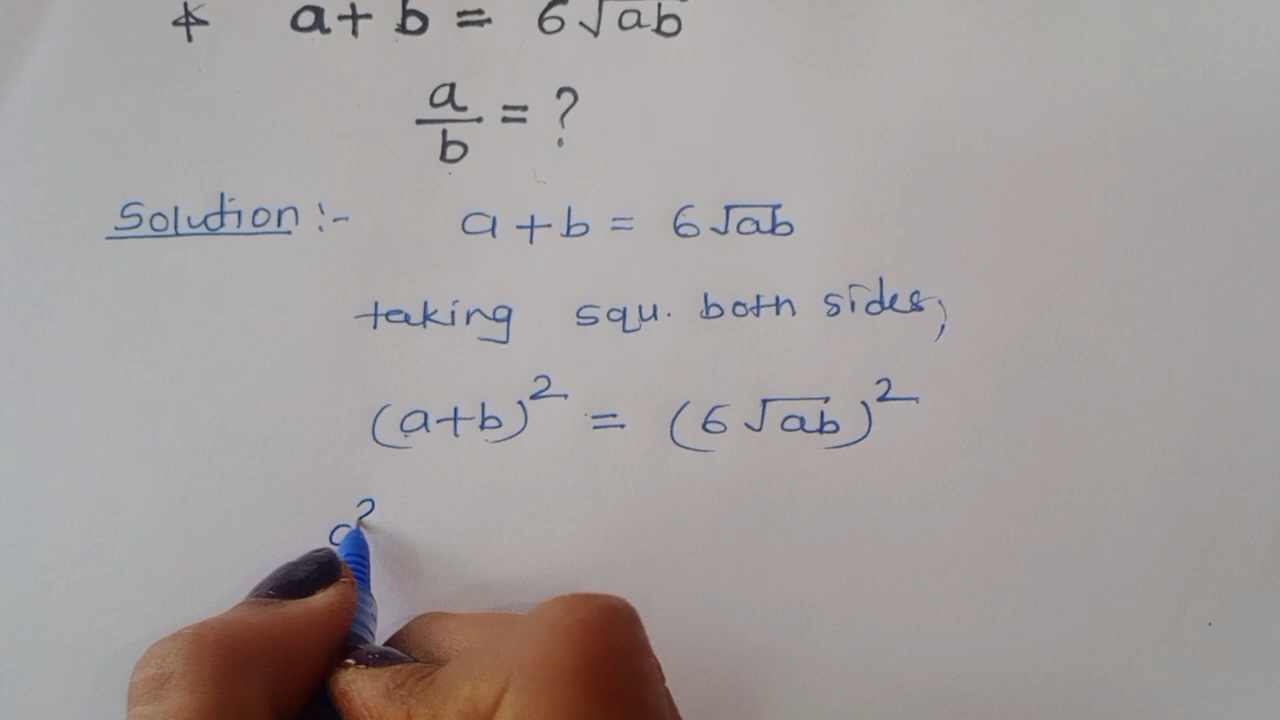 * a + b = 6√ab
a/b = ?
Solution :- a + b = 6√ab
taking squ. both sides,
(a+b)² = (6√ab)²
a²